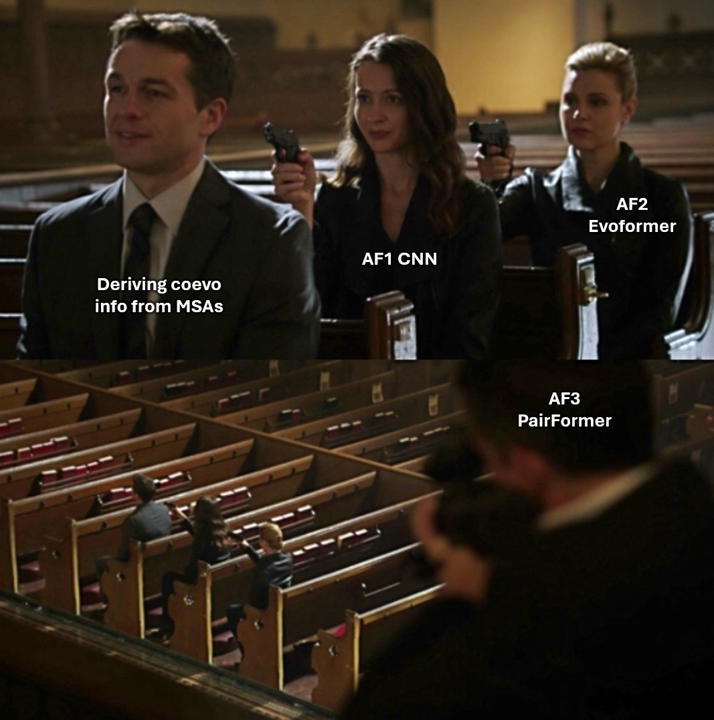 Deriving coevo
info from MSAs
AF1 CNN
AF2
Evoformer
AF3
PairFormer